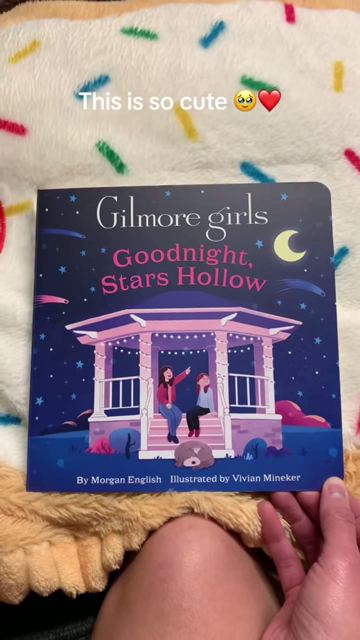 This is so cute 🥹❤️
Gilmore girls
Goodnight,
Stars Hollow
By Morgan English Illustrated by Vivian Mineker